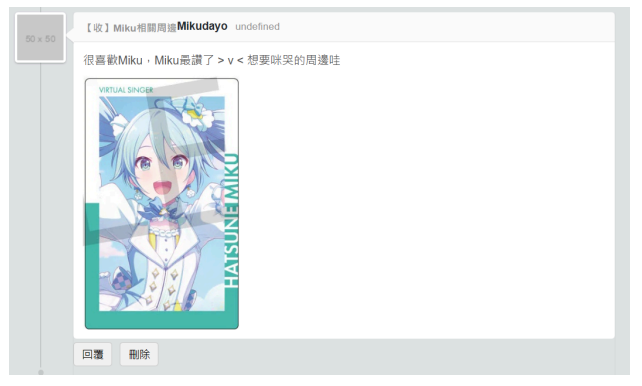 50 x 50
【收】Miku相關周邊Mikudayo undefined
很喜歡Miku，Miku最讚了 > v < 想要咪哭的周邊哇
VIRTUAL SINGER
HATSUNE MIKU
回覆 刪除